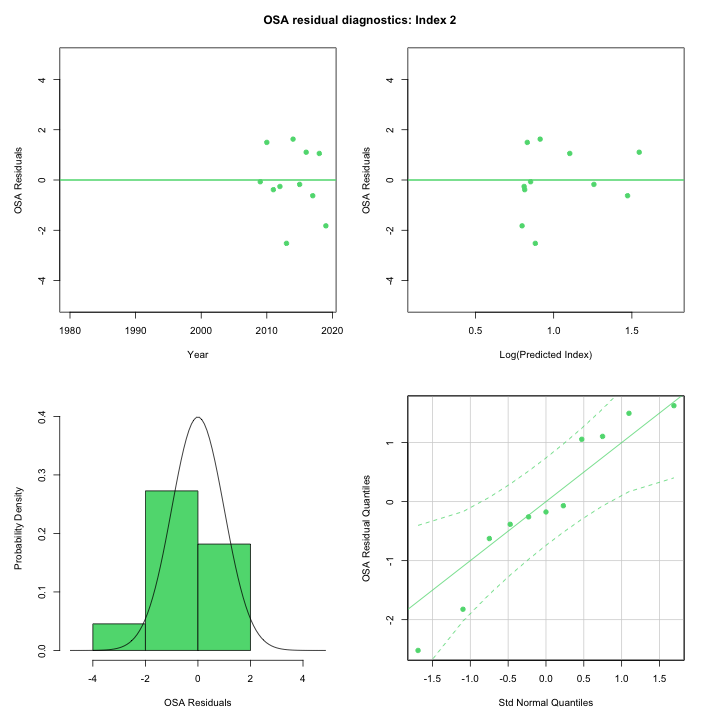 OSA residual diagnostics: Index 2
OSA Residuals
4
2
0
-2
-4
1980 1990 2000 2010 2020
Year
OSA Residuals
4
2
0
-2
-4
0.5 1.0 1.5
Log(Predicted Index)
Probability Density
0.4
0.3
0.2
0.1
0.0
-4 -2 0 2 4
OSA Residuals
OSA Residual Quantiles
1
0
-1
-2
-1.5 -1.0 -0.5 0.0 0.5 1.0 1.5
Std Normal Quantiles